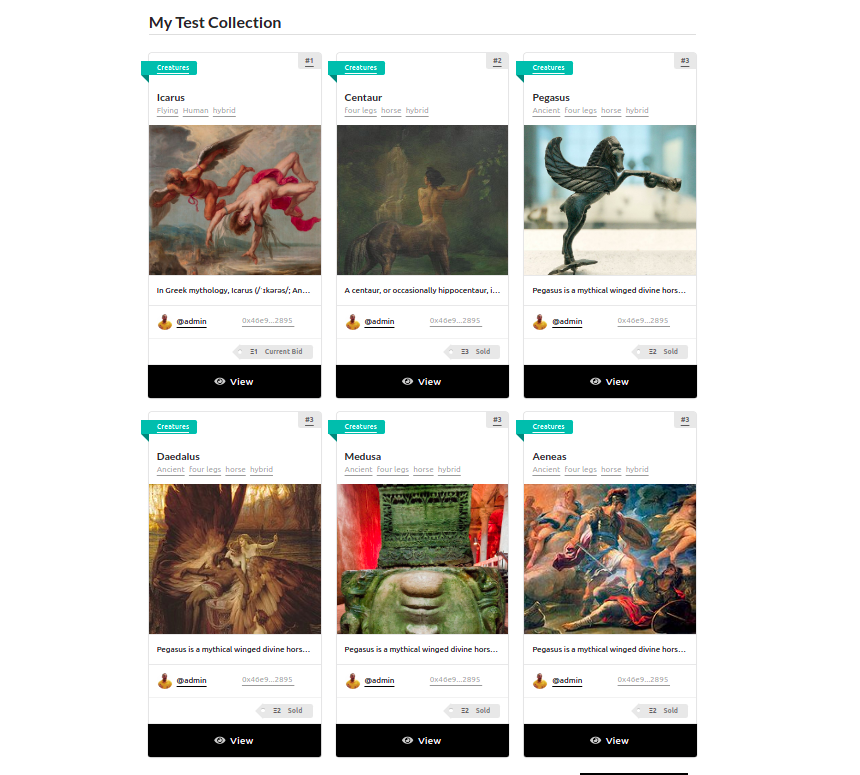 My Test Collection
Creatures #1
Icarus
Flying Human hybrid
In Greek mythology, Icarus (/ˈɪkərəs/; An...
@admin 0x46e9...2895
Ξ1 Current Bid
View
Creatures #2
Centaur
four legs horse hybrid
A centaur, or occasionally hippocentaur, i...
@admin 0x46e9...2895
Ξ3 Sold
View
Creatures #3
Pegasus
Ancient four legs horse hybrid
Pegasus is a mythical winged divine hors...
@admin 0x46e9...2895
Ξ2 Sold
View
Creatures #3
Daedalus
Ancient four legs horse hybrid
Pegasus is a mythical winged divine hors...
@admin 0x46e9...2895
Ξ2 Sold
View
Creatures #3
Medusa
Ancient four legs horse hybrid
Pegasus is a mythical winged divine hors...
@admin 0x46e9...2895
Ξ2 Sold
View
Creatures #3
Aeneas
Ancient four legs horse hybrid
Pegasus is a mythical winged divine hors...
@admin 0x46e9...2895
Ξ2 Sold
View